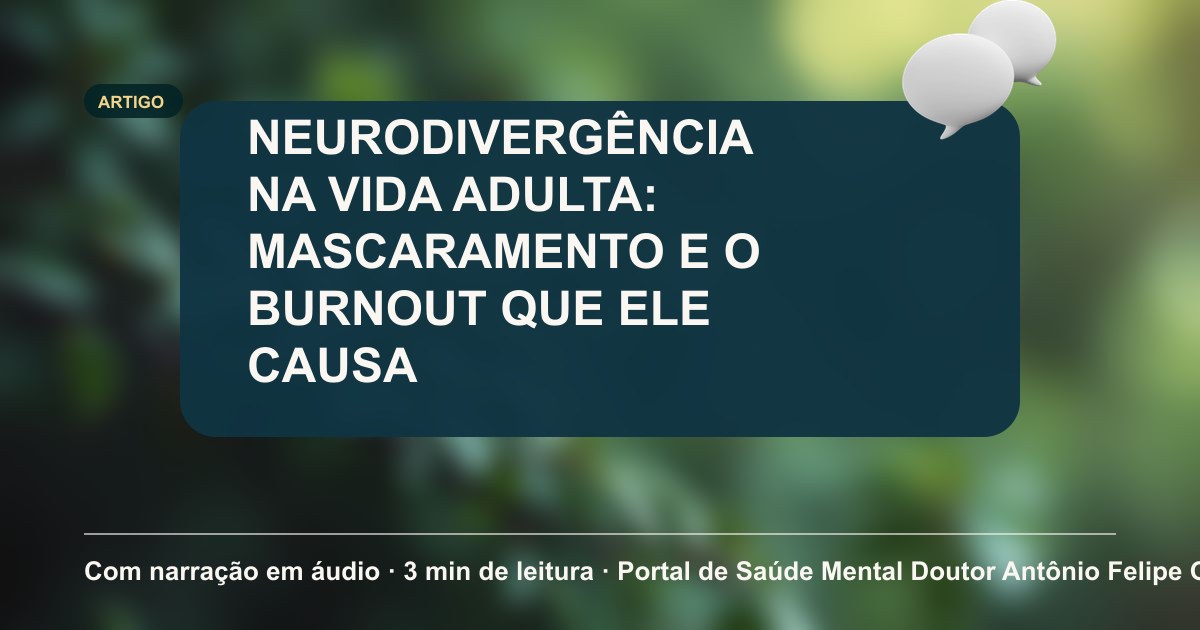 ARTIGO
NEURODIVERGÊNCIA
NA VIDA ADULTA:
MASCARAMENTO E O
BURNOUT QUE ELE
CAUSA
Com narração em áudio · 3 min de leitura · Portal de Saúde Mental Doutor Antônio Felipe